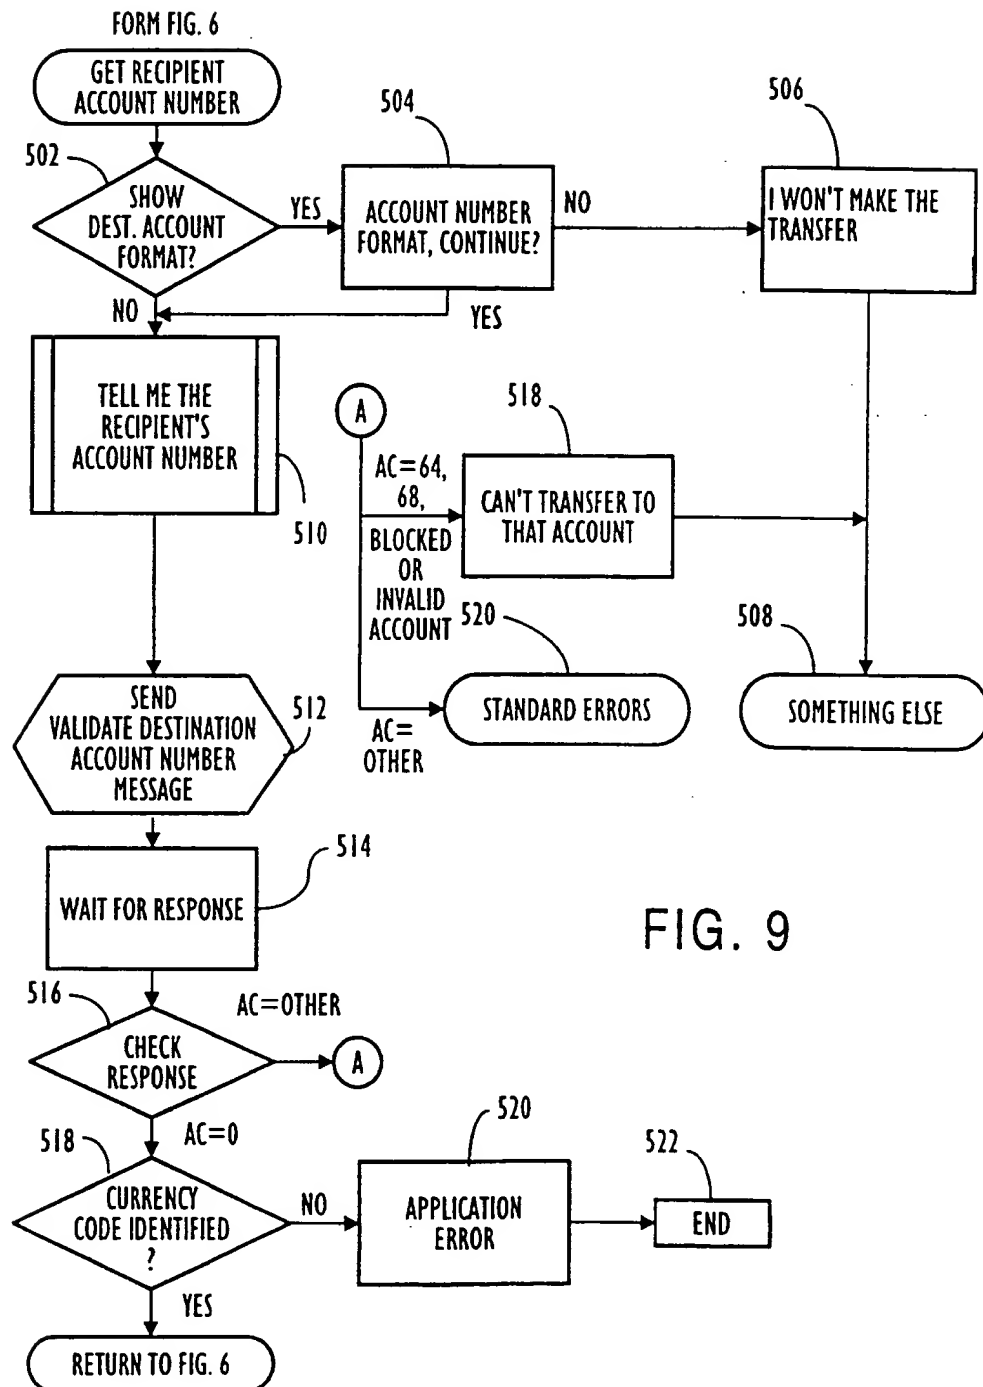 FORM FIG. 6
GET RECIPIENT
ACCOUNT NUMBER
502
SHOW
DEST. ACCOUNT
FORMAT?
YES
504
ACCOUNT NUMBER
FORMAT, CONTINUE?
NO
506
I WON'T MAKE THE
TRANSFER
NO
YES
TELL ME THE
RECIPIENT'S
ACCOUNT NUMBER
510
A
AC=64,
68,
BLOCKED
OR
INVALID
ACCOUNT
518
CAN'T TRANSFER TO
THAT ACCOUNT
520
STANDARD ERRORS
AC=
OTHER
508
SOMETHING ELSE
SEND
VALIDATE DESTINATION
ACCOUNT NUMBER
MESSAGE
512
514
WAIT FOR RESPONSE
FIG. 9
516
CHECK
RESPONSE
AC=OTHER
A
AC=0
518
CURRENCY
CODE IDENTIFIED
?
NO
520
APPLICATION
ERROR
522
END
YES
RETURN TO FIG. 6